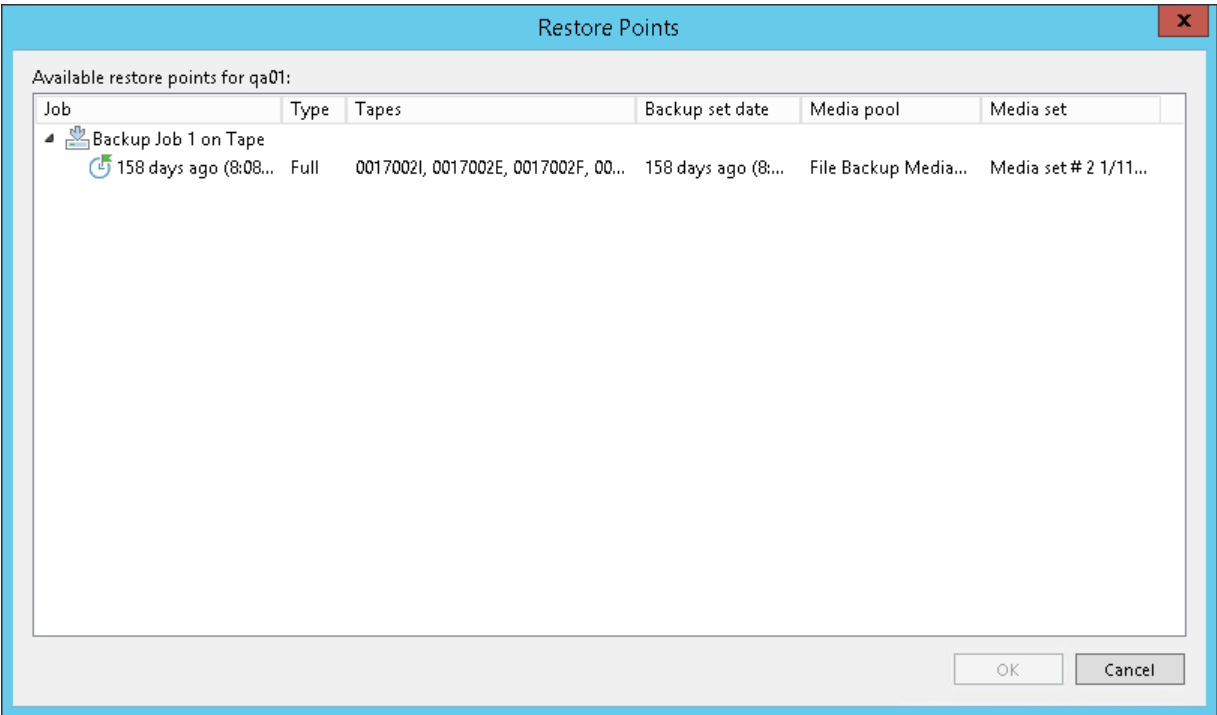 Restore Points
x
Available restore points for qa01:
Job Type Tapes Backup set date Media pool Media set
Backup Job 1 on Tape
158 days ago (8:08... Full 0017002I, 0017002E, 0017002F, 00... 158 days ago (8:... File Backup Media... Media set # 2 1/11...
OK Cancel